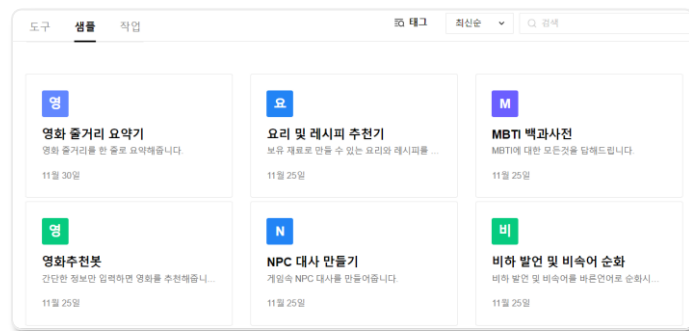 도구 샘플 작업 태그 최신순 검색
영
영화 줄거리 요약기
영화 줄거리를 한 줄로 요약해줍니다.
11월 30일
요
요리 및 레시피 추천기
보유 재료로 만들 수 있는 요리와 레시피를 ...
11월 25일
M
MBTI 백과사전
MBTI에 대한 모든것을 답해드립니다.
11월 25일
영
영화추천봇
간단한 정보만 입력하면 영화를 추천해줍니...
11월 25일
N
NPC 대사 만들기
게임속 NPC 대사를 만들어줍니다.
11월 25일
비
비하 발언 및 비속어 순화
비하 발언 및 비속어를 바른언어로 순화시...
11월 25일